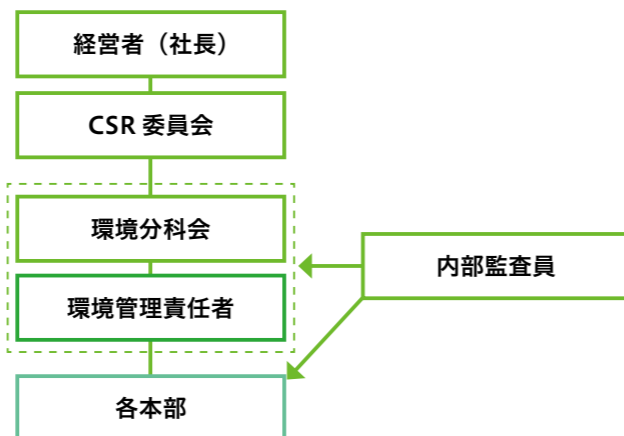 経営者（社長）
CSR 委員会
環境分科会
環境管理責任者
内部監査員
各本部